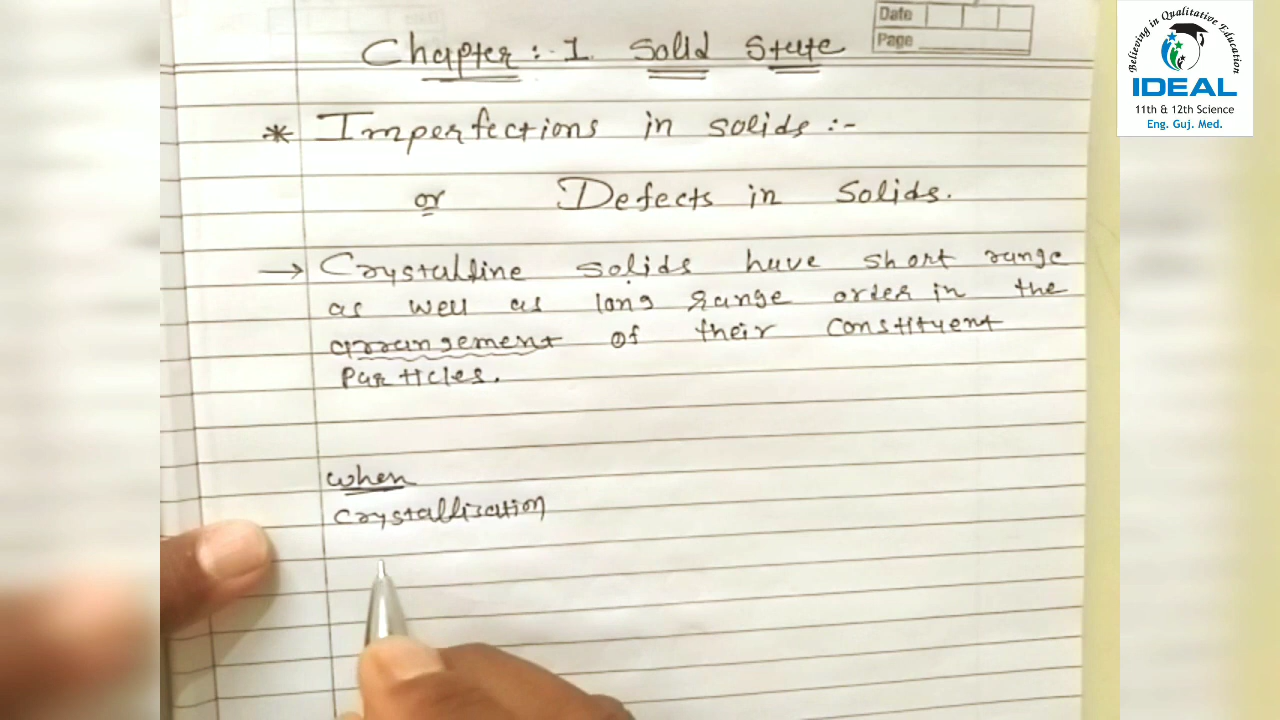 Date
Page
Believing in Qualitative Education
IDEAL
11th & 12th Science
Eng. Guj. Med.
Chapter :- 1. Solid State
* Imperfections in solids :-
or Defects in Solids.
→ Crystalline solids have short range
as well as long range order in the
arrangement of their constituent
Particles.
when
Crystallization